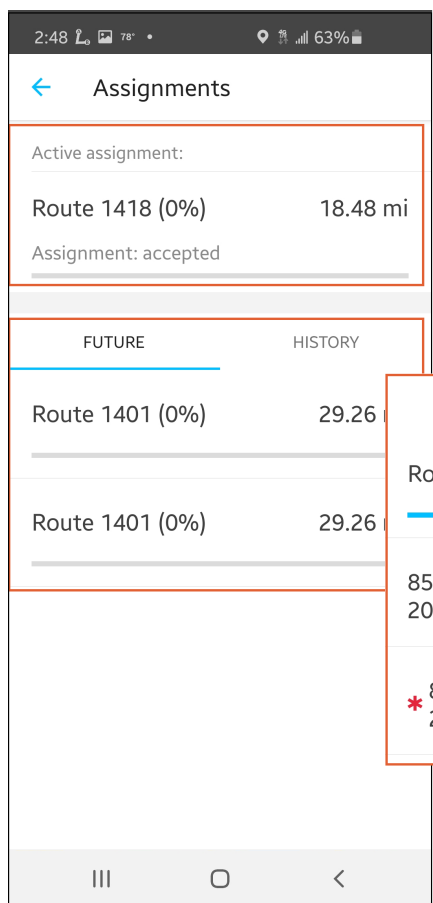 2:48 78° 63%
Assignments
Active assignment:
Route 1418 (0%) 18.48 mi
Assignment: accepted
FUTURE HISTORY
Route 1401 (0%) 29.26
Route 1401 (0%) 29.26
Ro
85
20
*